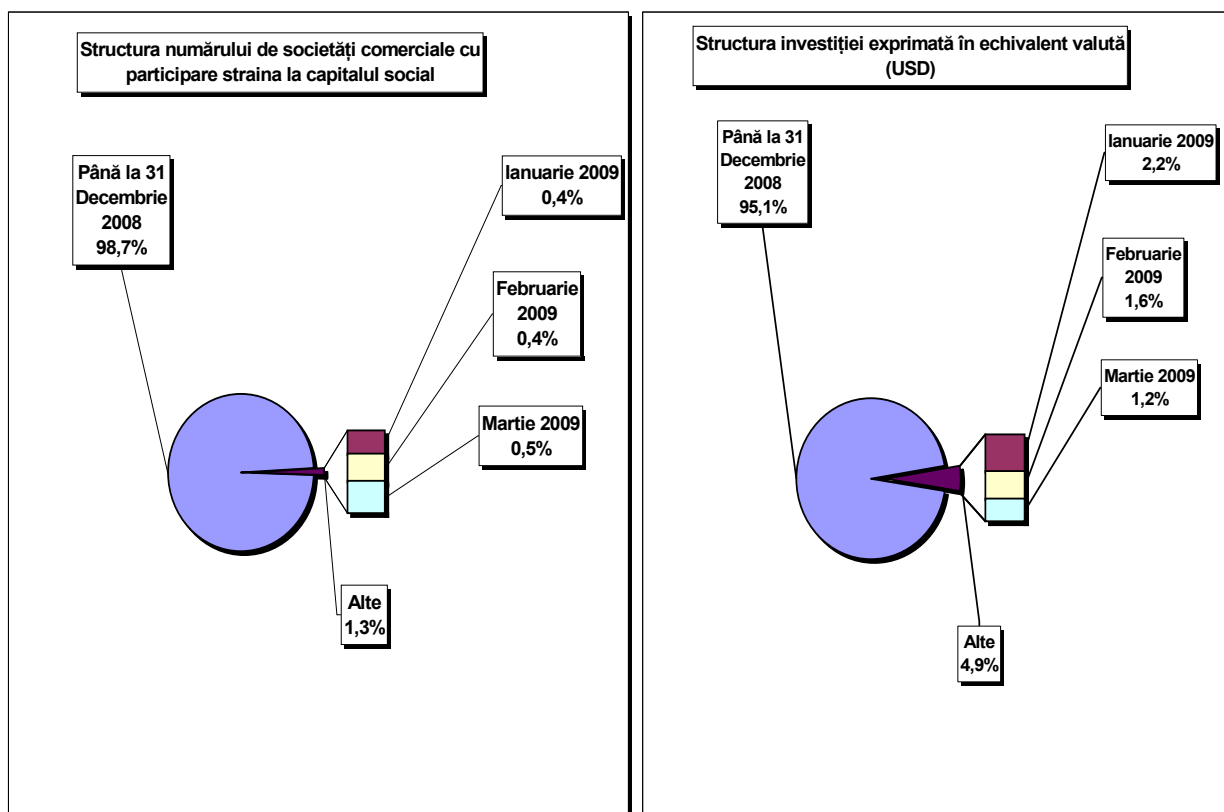 Structura numărului de societăți comerciale cu
participare straina la capitalul social
Până la 31
Decembrie
2008
98,7%
Ianuarie 2009
0,4%
Februarie
2009
0,4%
Martie 2009
0,5%
Alte
1,3%
Structura investiției exprimată în echivalent valută
(USD)
Până la 31
Decembrie
2008
95,1%
Ianuarie 2009
2,2%
Februarie
2009
1,6%
Martie 2009
1,2%
Alte
4,9%